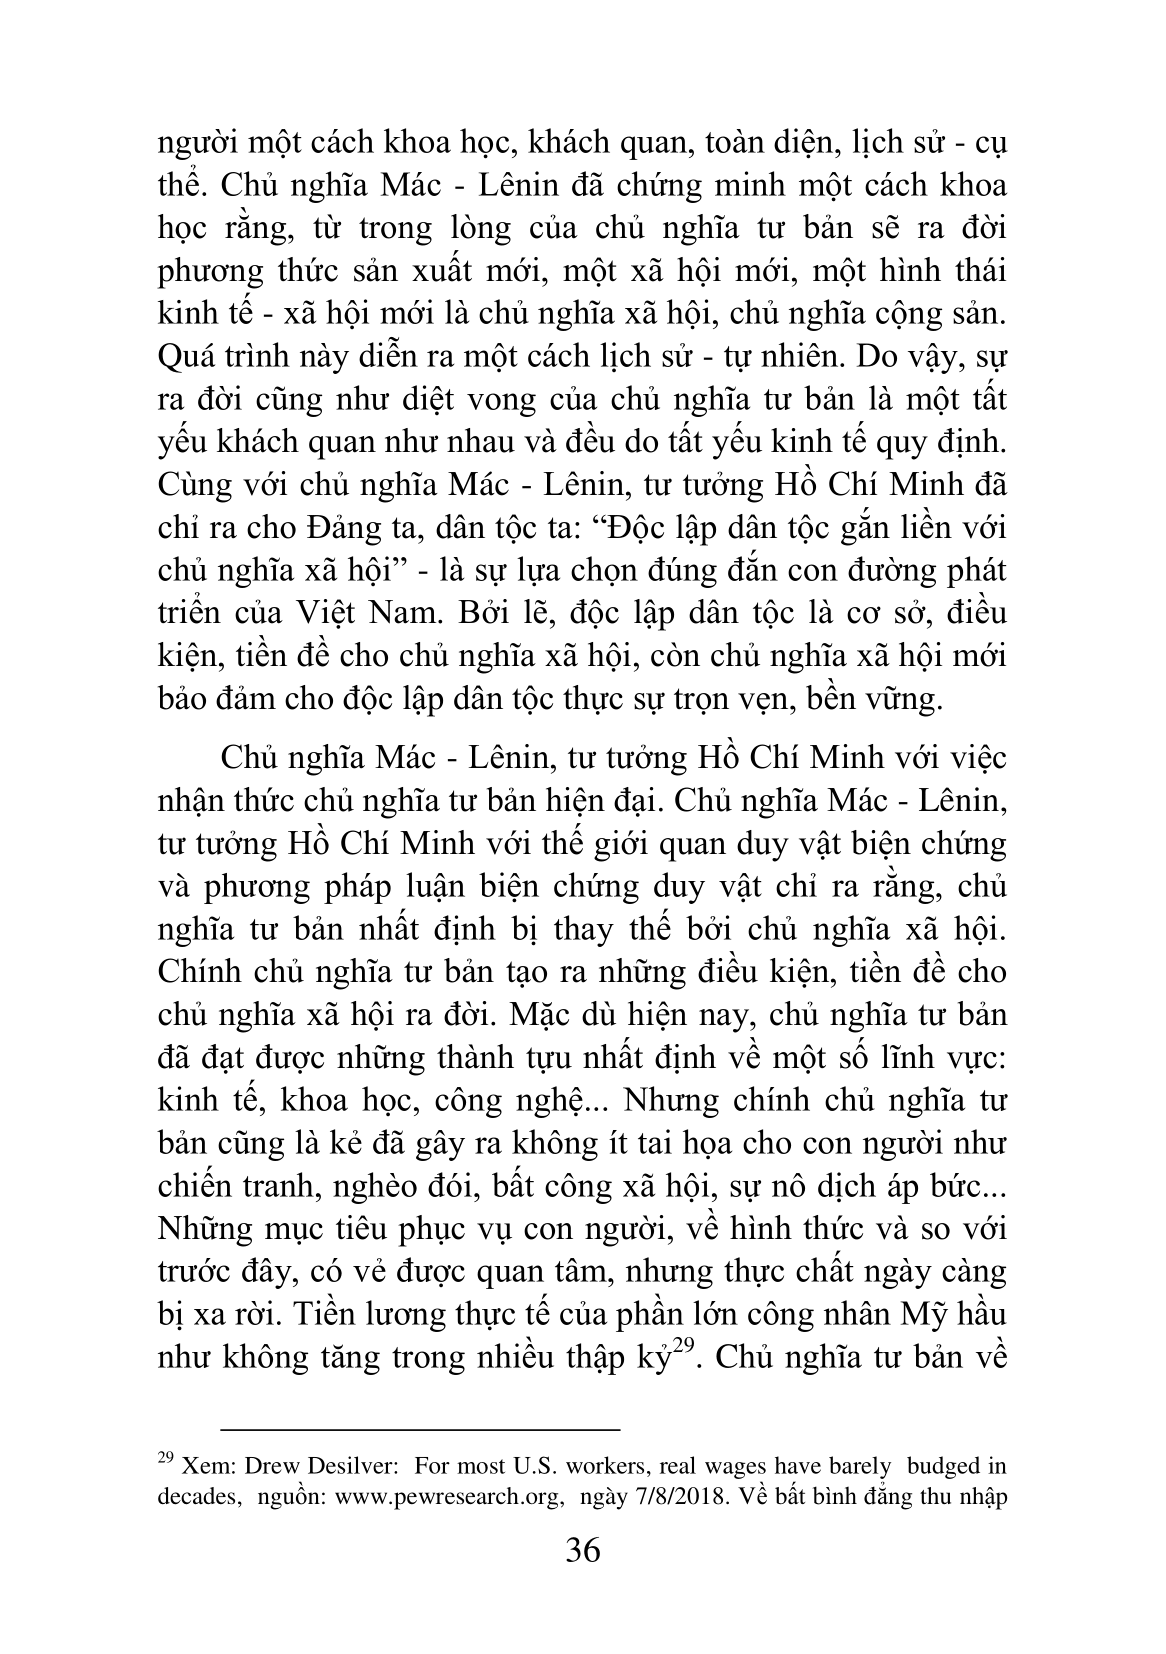 người một cách khoa học, khách quan, toàn diện, lịch sử - cụ
thể. Chủ nghĩa Mác - Lênin đã chứng minh một cách khoa
học rằng, từ trong lòng của chủ nghĩa tư bản sẽ ra đời
phương thức sản xuất mới, một xã hội mới, một hình thái
kinh tế - xã hội mới là chủ nghĩa xã hội, chủ nghĩa cộng sản.
Quá trình này diễn ra một cách lịch sử - tự nhiên. Do vậy, sự
ra đời cũng như diệt vong của chủ nghĩa tư bản là một tất
yếu khách quan như nhau và đều do tất yếu kinh tế quy định.
Cùng với chủ nghĩa Mác - Lênin, tư tưởng Hồ Chí Minh đã
chỉ ra cho Đảng ta, dân tộc ta: “Độc lập dân tộc gắn liền với
chủ nghĩa xã hội” - là sự lựa chọn đúng đắn con đường phát
triển của Việt Nam. Bởi lẽ, độc lập dân tộc là cơ sở, điều
kiện, tiền đề cho chủ nghĩa xã hội, còn chủ nghĩa xã hội mới
bảo đảm cho độc lập dân tộc thực sự trọn vẹn, bền vững.
Chủ nghĩa Mác - Lênin, tư tưởng Hồ Chí Minh với việc
nhận thức chủ nghĩa tư bản hiện đại. Chủ nghĩa Mác - Lênin,
tư tưởng Hồ Chí Minh với thế giới quan duy vật biện chứng
và phương pháp luận biện chứng duy vật chỉ ra rằng, chủ
nghĩa tư bản nhất định bị thay thế bởi chủ nghĩa xã hội.
Chính chủ nghĩa tư bản tạo ra những điều kiện, tiền đề cho
chủ nghĩa xã hội ra đời. Mặc dù hiện nay, chủ nghĩa tư bản
đã đạt được những thành tựu nhất định về một số lĩnh vực:
kinh tế, khoa học, công nghệ... Nhưng chính chủ nghĩa tư
bản cũng là kẻ đã gây ra không ít tai họa cho con người như
chiến tranh, nghèo đói, bất công xã hội, sự nô dịch áp bức...
Những mục tiêu phục vụ con người, về hình thức và so với
trước đây, có vẻ được quan tâm, nhưng thực chất ngày càng
bị xa rời. Tiền lương thực tế của phần lớn công nhân Mỹ hầu
như không tăng trong nhiều thập kỷ29. Chủ nghĩa tư bản về
29 Xem: Drew Desilver: For most U.S. workers, real wages have barely budged in
decades, nguồn: www.pewresearch.org, ngày 7/8/2018. Về bất bình đẳng thu nhập
36